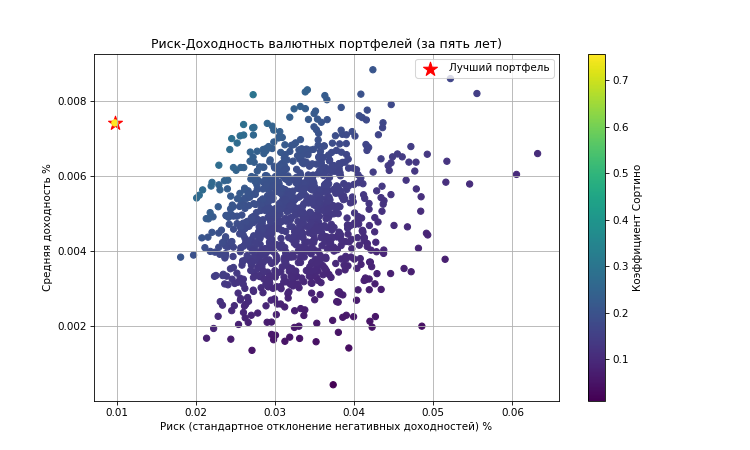 Риск-Доходность валютных портфелей (за пять лет)
Лучший портфель
0.008
0.006
0.004
0.002
Средняя доходность %
0.01 0.02 0.03 0.04 0.05 0.06
Риск (стандартное отклонение негативных доходностей) %
0.7
0.6
0.5
0.4
0.3
0.2
0.1
Коэффициент Сортино